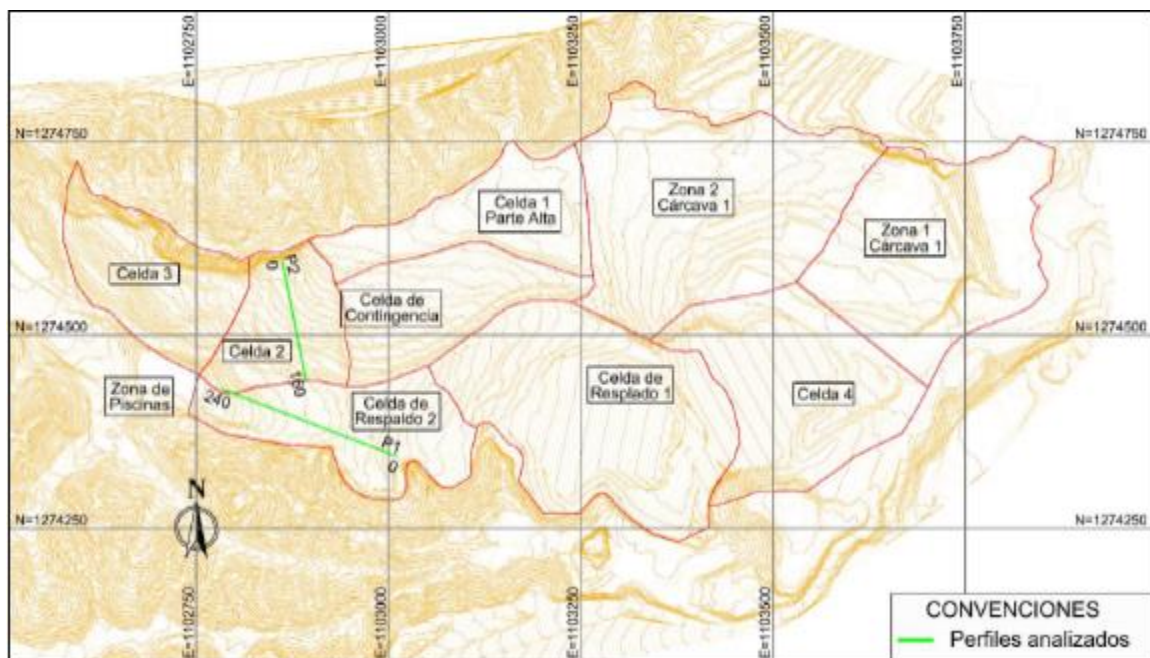 E=1102750
E=1103000
E=1103250
E=1103500
E=1103750
N=1274750
N=1274750
Celda 1
Parte Alta
Zona 2
Cárcava 1
Zona 1
Cárcava 1
P2
0
Celda 3
Celda de
Contingencia
N=1274500
N=1274500
Celda 2
160
Zona de
Piscinas
240
Celda de
Respaldo 2
Celda de
Resplado 1
Celda 4
P1
0
N
N=1274250
N=1274250
E=1102750
E=1103000
E=1103250
E=1103500
E=1103750
CONVENCIONES
Perfiles analizados